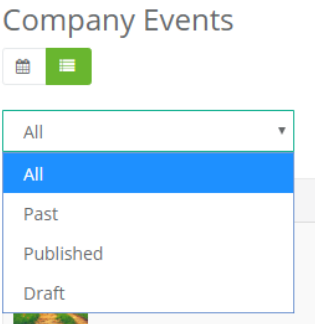 Company Events
All
All
Past
Published
Draft